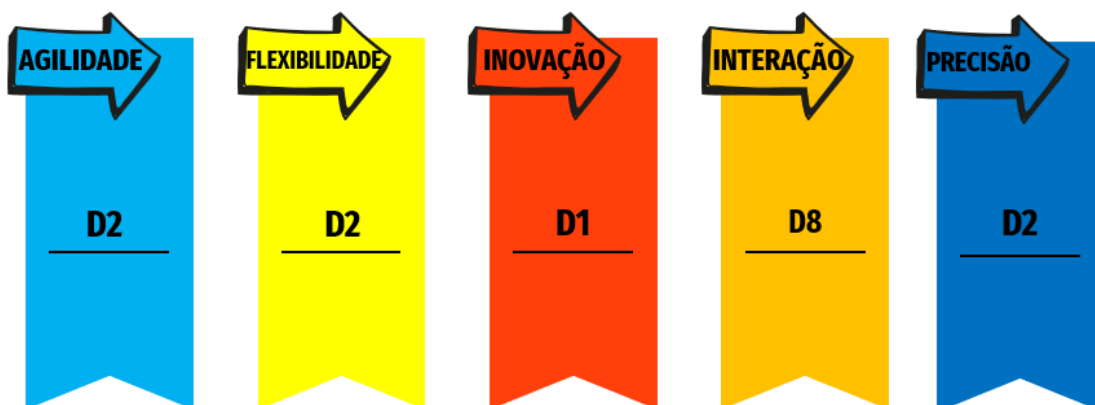 AGILIDADE
FLEXIBILIDADE
INOVAÇÃO
INTERAÇÃO
PRECISÃO
D2
D2
D1
D8
D2